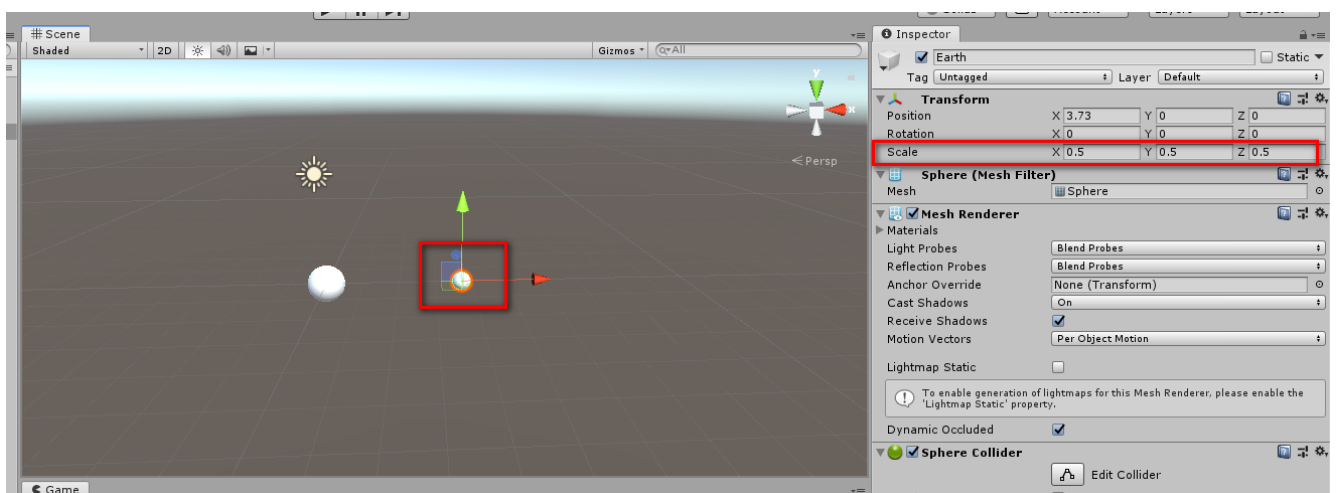 Scene
Shaded 2D Gizmos All
y
x
Persp
Inspector
Earth Static
Tag Untagged Layer Default
Transform
Position X 3.73 Y 0 Z 0
Rotation X 0 Y 0 Z 0
Scale X 0.5 Y 0.5 Z 0.5
Sphere (Mesh Filter)
Mesh Sphere
Mesh Renderer
Materials
Light Probes Blend Probes
Reflection Probes Blend Probes
Anchor Override None (Transform)
Cast Shadows On
Receive Shadows
Motion Vectors Per Object Motion
Lightmap Static
To enable generation of lightmaps for this Mesh Renderer, please enable the
'Lightmap Static' property.
Dynamic Occluded
Sphere Collider
Edit Collider
Game